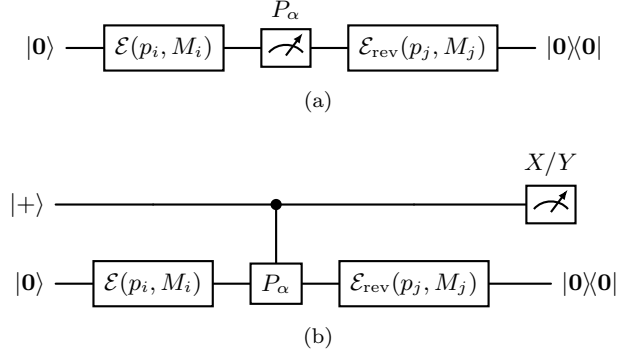 P_α
|𝟎⟩ ℰ(p_i, M_i) ℰ_rev(p_j, M_j) |𝟎⟩⟨𝟎|
(a)
X/Y
|+⟩
|𝟎⟩ ℰ(p_i, M_i) P_α ℰ_rev(p_j, M_j) |𝟎⟩⟨𝟎|
(b)